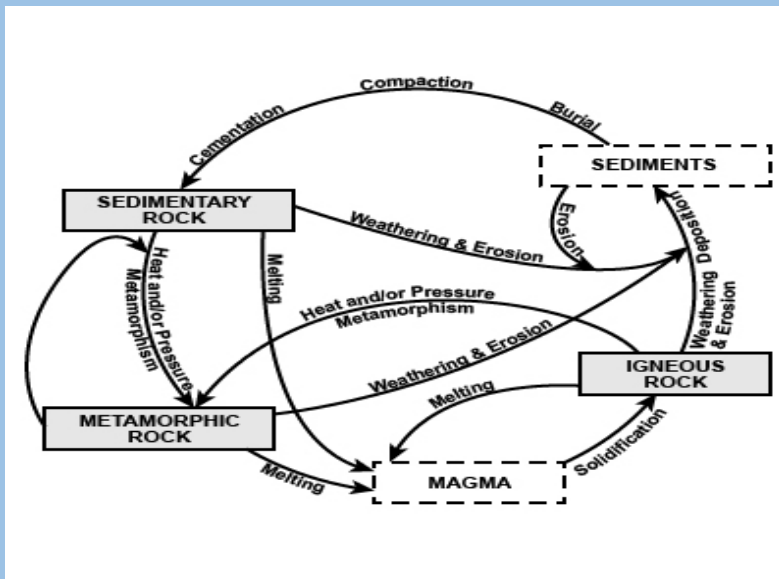 Compaction
Cementation
Burial
SEDIMENTS
SEDIMENTARY
ROCK
Weathering & Erosion
Erosion
Deposition
Weathering
& Erosion
Heat and/or Pressure
Metamorphism
Melting
Heat and/or Pressure
Metamorphism
Weathering & Erosion
IGNEOUS
ROCK
Melting
METAMORPHIC
ROCK
Melting
MAGMA
Solidification